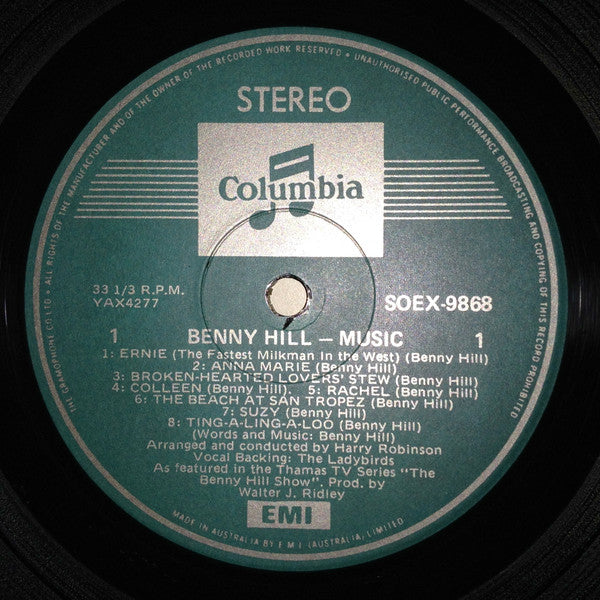 THE GRAMOPHONE CO LTD • ALL RIGHTS OF THE MANUFACTURER AND OF THE OWNER OF THE RECORDED WORK RESERVED • UNAUTHORISED PUBLIC PERFORMANCE BROADCASTING AND COPYING OF THIS RECORD PROHIBITED
STEREO
Columbia
33 1/3 R.P.M.
YAX4277
SOEX-9868
1 BENNY HILL – MUSIC 1
1: ERNIE (The Fastest Milkman In the West) (Benny Hill)
2: ANNA MARIE (Benny Hill)
3: BROKEN-HEARTED LOVERS' STEW (Benny Hill)
4: COLLEEN (Benny Hill). 5: RACHEL (Benny Hill)
6: THE BEACH AT SAN TROPEZ (Benny Hill)
7: SUZY (Benny Hill)
8: TING-A-LING-A-LOO (Benny Hill)
(Words and Music: Benny Hill)
Arranged and conducted by Harry Robinson
Vocal Backing: The Ladybirds
As featured in the Thamas TV Series "The
Benny Hill Show". Prod. by
Walter J. Ridley
EMI
MADE IN AUSTRALIA BY E M I (AUSTRALIA) LIMITED